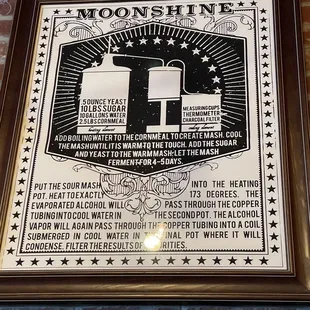 MOONSHINE
5 OUNCE YEAST
10 LBS SUGAR
10 GALLONS WATER
2.5 LBS CORNMEAL
MEASURING CUPS
THERMOMETER
CHARCOAL FILTER
ADD BOILING WATER TO THE CORNMEAL TO CREATE MASH. COOL
THE MASH UNTIL IT IS WARM TO THE TOUCH. ADD THE SUGAR
AND YEAST TO THE WARM MASH-LET THE MASH
FERMENT FOR 4-5 DAYS.
PUT THE SOUR MASH INTO THE HEATING
POT. HEAT TO EXACTLY 173 DEGREES. THE
EVAPORATED ALCOHOL WILL PASS THROUGH THE COPPER
TUBING INTO COOL WATER IN THE SECOND POT. THE ALCOHOL
VAPOR WILL AGAIN PASS THROUGH COPPER TUBING INTO A COIL
SUBMERGED IN COOL WATER IN WHERE IT WILL
CONDENSE. FILTER THE RESULTS OF